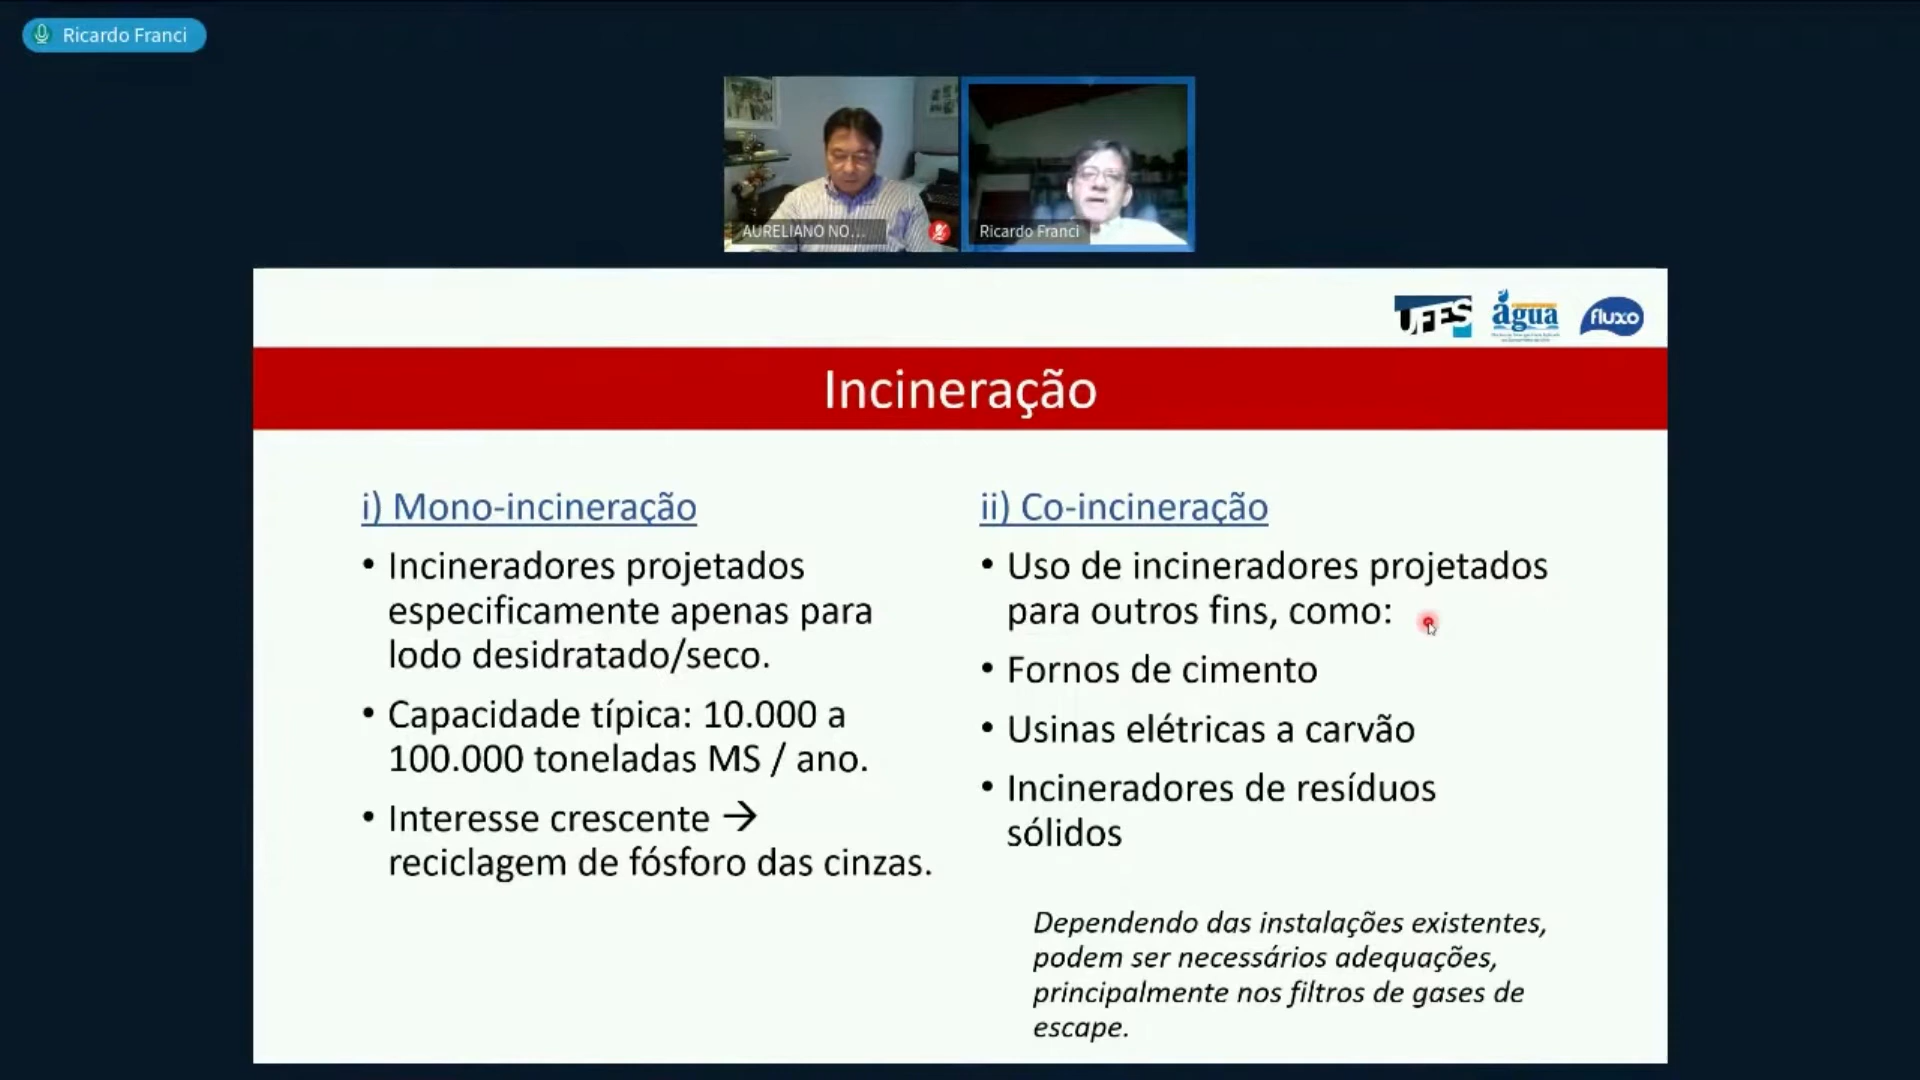 Ricardo Franci
AURELIANO NO...
Ricardo Franci
UFES
água
fluxo
Incineração
i) Mono-incineração
• Incineradores projetados
especificamente apenas para
lodo desidratado/seco.
• Capacidade típica: 10.000 a
100.000 toneladas MS / ano.
• Interesse crescente →
reciclagem de fósforo das cinzas.
ii) Co-incineração
• Uso de incineradores projetados
para outros fins, como:
• Fornos de cimento
• Usinas elétricas a carvão
• Incineradores de resíduos
sólidos
Dependendo das instalações existentes,
podem ser necessários adequações,
principalmente nos filtros de gases de
escape.